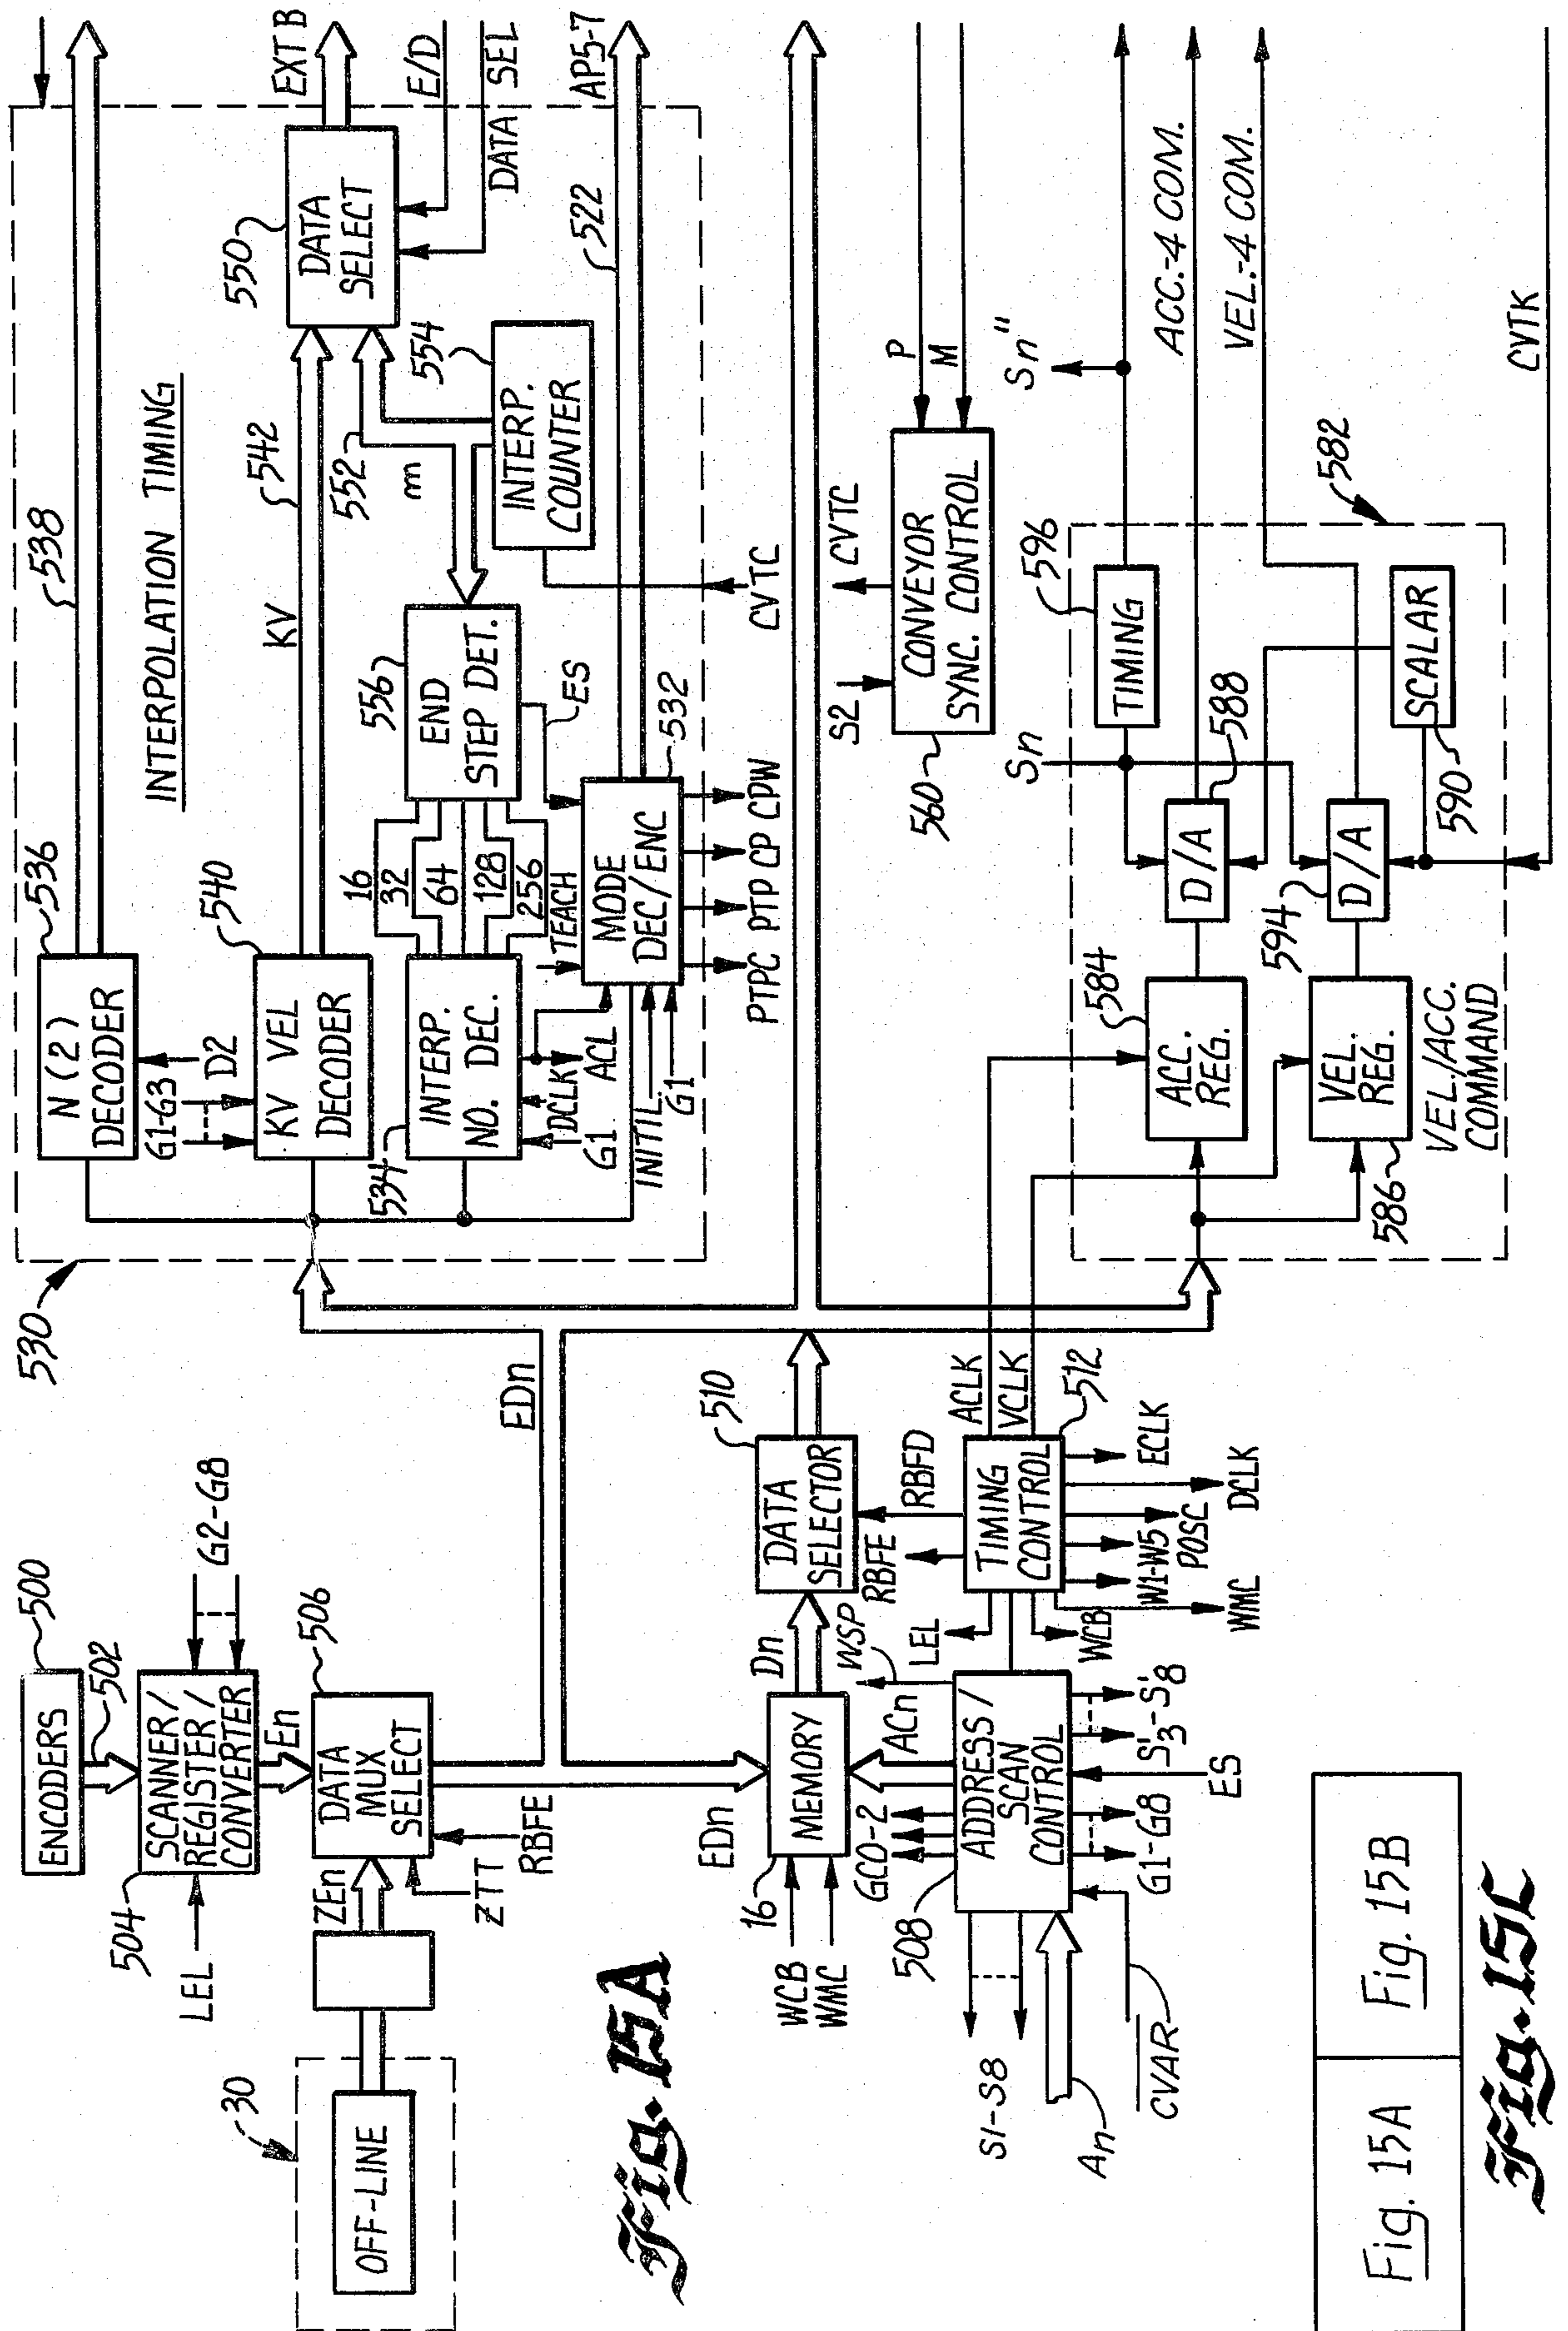 500
ENCODERS
502
SCANNER/
REGISTER/
CONVERTER
504
LEL
G2-G8
En
506
DATA
MUX
SELECT
ZEn
ZTT
RBFE
30
OFF-LINE
EDn
EDn
16
MEMORY
WCB
WMC
Dn
510
DATA
SELECTOR
RBFD
RBFE
WSP
ACn
GCO-2
508
ADDRESS/
SCAN
CONTROL
S1-S8
An
CVAR
G1-G8
ES
S'3-S'8
LEL
WCB
512
TIMING
CONTROL
ACLK
VCLK
ECLK
DCLK
POSC
W1-W5
WMC
530
INTERPOLATION TIMING
536
N(2)
DECODER
538
G1-G3
D2
540
KV VEL
DECODER
KV
542
534
INTERP.
NO. DEC.
G1
DCLK
ACL
16
32
64
128
256
556
END
STEP DET.
ES
552
m
554
INTERP.
COUNTER
550
DATA
SELECT
EXT B
E/D
DATA SEL
TEACH
MODE
DEC/ENC
532
INITIL
G1
PTPC
PTP
CP
CPW
522
AP5-7
CVTC
CVTC
S2
560
CONVEYOR
SYNC. CONTROL
P
M
582
596
TIMING
Sn
Sn"
584
ACC.
REG.
D/A
588
ACC.-4 COM.
586
VEL.
REG.
594
D/A
VEL.-4 COM.
590
SCALAR
VEL./ACC.
COMMAND
CVTK
Fig. 15A
Fig. 15A
Fig. 15B
Fig. 15C